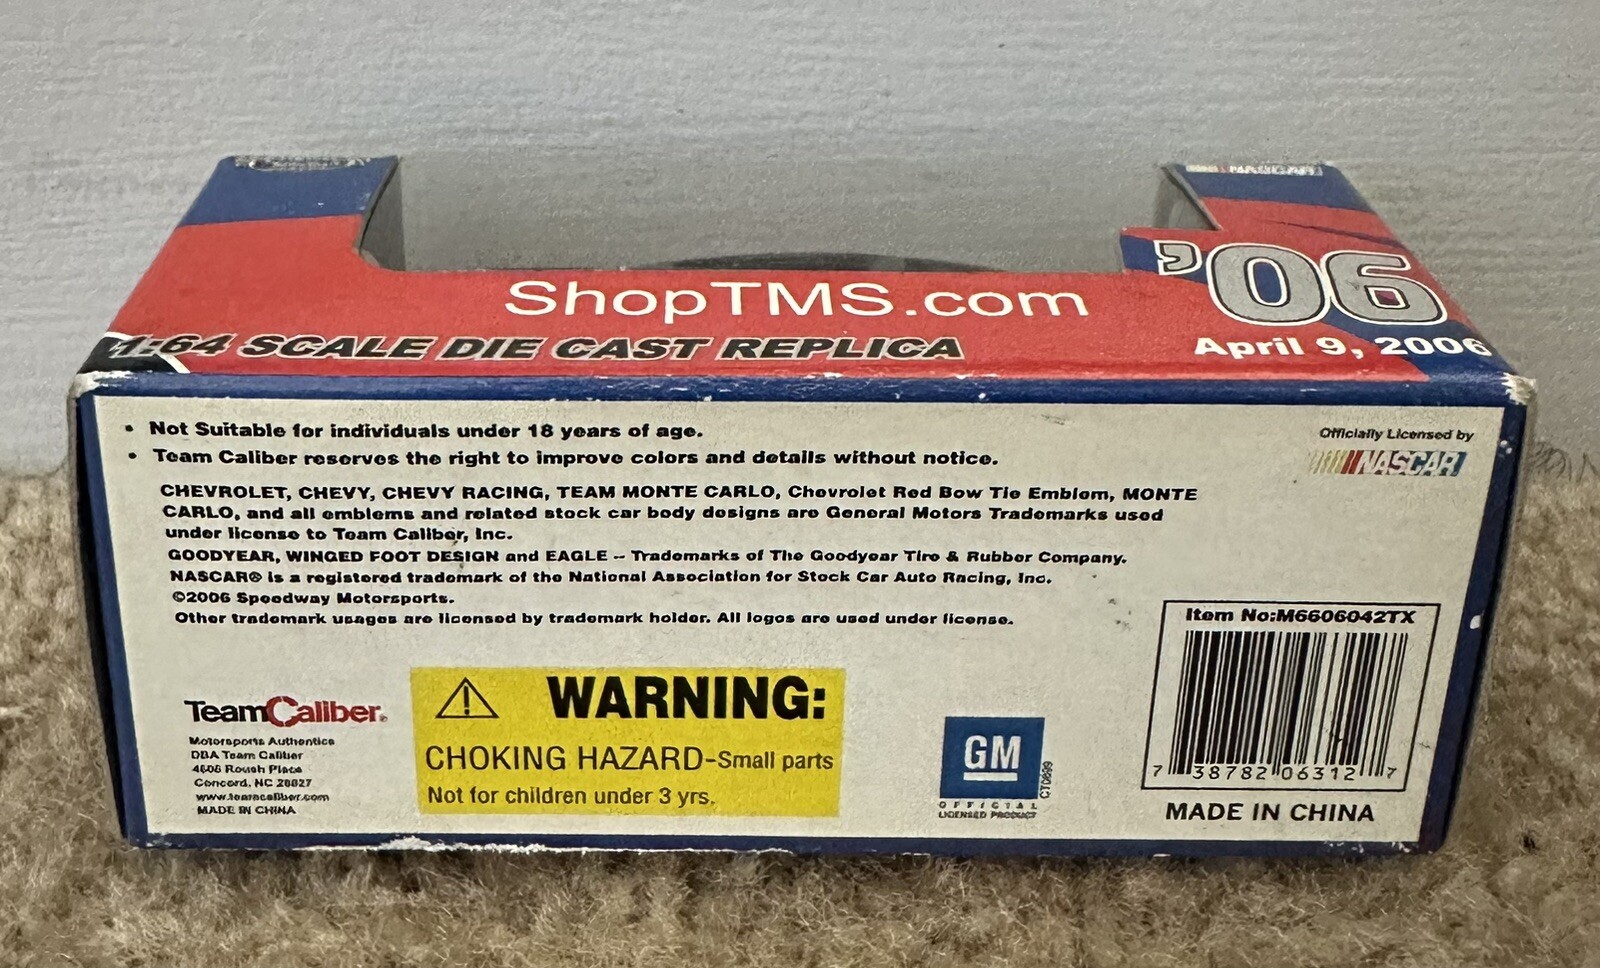 NASCAR
'06
ShopTMS.com
1:64 SCALE DIE CAST REPLICA
April 9, 2006
• Not Suitable for individuals under 18 years of age.
• Team Caliber reserves the right to improve colors and details without notice.
Officially Licensed by
NASCAR
CHEVROLET, CHEVY, CHEVY RACING, TEAM MONTE CARLO, Chevrolet Red Bow Tie Emblem, MONTE
CARLO, and all emblems and related stock car body designs are General Motors Trademarks used
under license to Team Caliber, Inc.
GOODYEAR, WINGED FOOT DESIGN and EAGLE -- Trademarks of The Goodyear Tire & Rubber Company.
NASCAR® is a registered trademark of the National Association for Stock Car Auto Racing, Inc.
©2006 Speedway Motorsports.
Other trademark usages are licensed by trademark holder. All logos are used under license.
TeamCaliber®
Motorsports Authentics
DBA Team Caliber
Roush Place
Concord, NC
www.teamcaliber.com
MADE IN CHINA
WARNING:
CHOKING HAZARD-Small parts
Not for children under 3 yrs.
GM
OFFICIAL
LICENSED PRODUCT
CTO899
Item No:M6606042TX
7 38782 06312 7
MADE IN CHINA